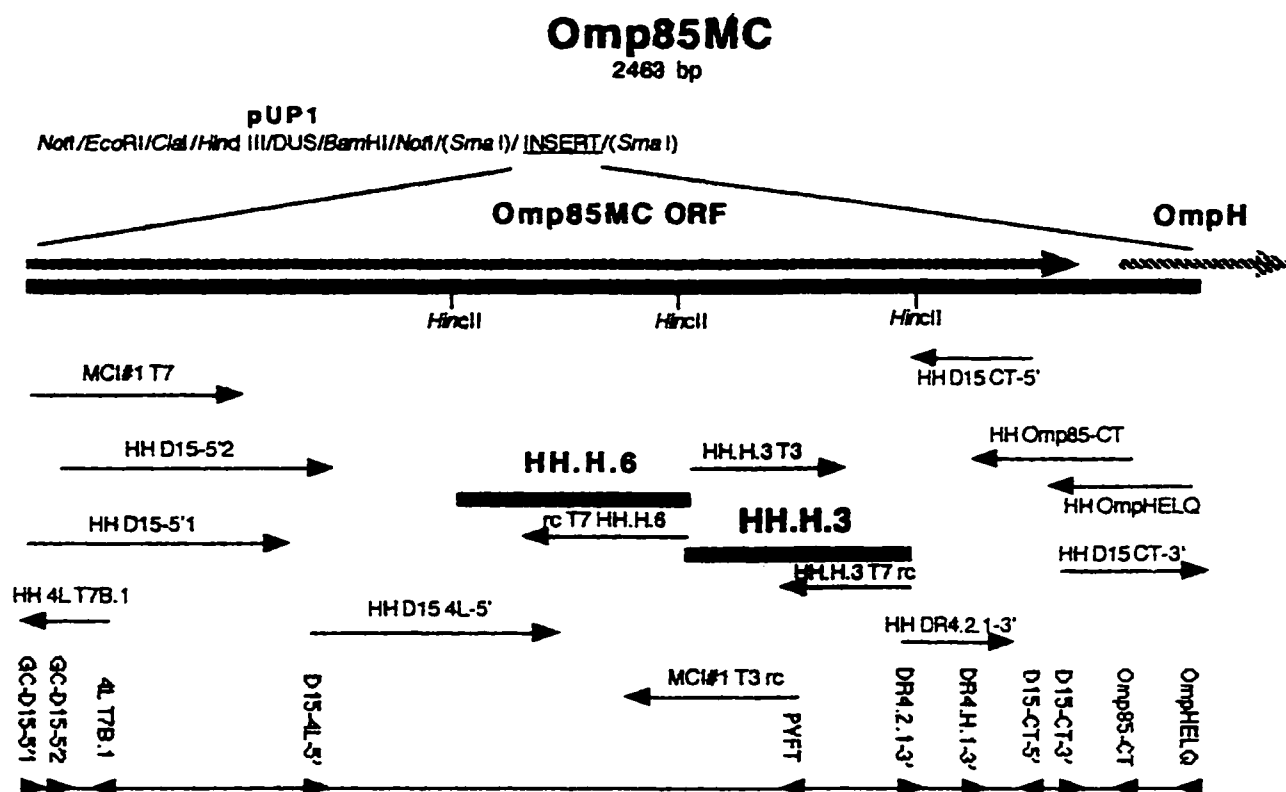 Omp85MC
2463 bp
pUP1
NotI/EcoRI/ClaI/Hind III/DUS/BamHI/NotI/(Sma I)/ INSERT/(Sma I)
Omp85MC ORF
OmpH
HincII
HincII
HincII
HH D15 CT-5'
MCI#1 T7
HH Omp85-CT
HH D15-5'2
HH.H.3 T3
HH.H.6
HH OmpHELQ
rc T7 HH.H.6
HH.H.3
HH D15-5'1
HH D15 CT-3'
HH.H.3 T7 rc
HH 4L T7B.1
HH D15 4L-5'
HH DR4.2.1-3'
MCI#1 T3 rc
GC-D15-5'1
GC-D15-5'2
4L T7B.1
D15-4L-5'
PYFT
DR4.2.1-3'
DR4.H.1-3'
D15-CT-5'
D15-CT-3'
Omp85-CT
OmpHELQ